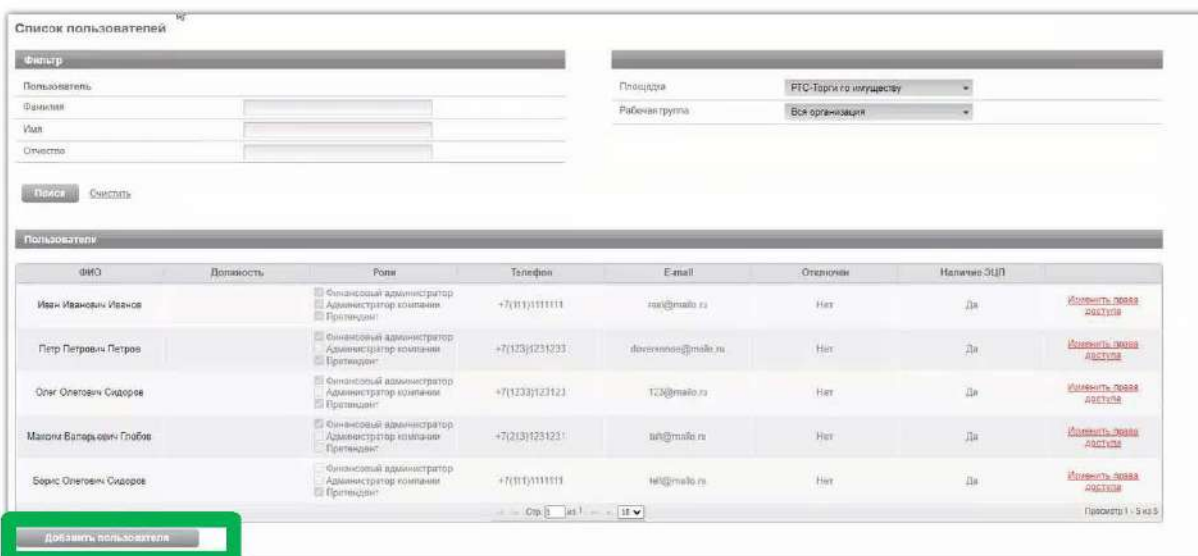 Список пользователей
Фильтр
Пользователь
Фамилия
Имя
Отчество
Площадка РТС-Торги по имуществу
Рабочая группа Вся организация
Поиск Очистить
Пользователи
ФИО Должность Роли Телефон E-mail Отключен Наличие ЭЦП
Иван Иванович Иванов Финансовый администратор Администратор компании Претендент +7(111)1111111 Нет Да Изменить права доступа
Петр Петрович Петров Финансовый администратор Администратор компании Претендент +7(123)1231233 Нет Да Изменить права доступа
Олег Олегович Сидоров Финансовый администратор Администратор компании Претендент +7(1233)123123 123@mailo.ru Нет Да Изменить права доступа
Максим Валерьевич Глобов Финансовый администратор Администратор компании Претендент +7(213)1231231 Нет Да Изменить права доступа
Борис Олегович Сидоров Финансовый администратор Администратор компании Претендент +7(111)1111111 Нет Да Изменить права доступа
Стр. 1 из 1 Просмотр 1 - 5 из 5
Добавить пользователя